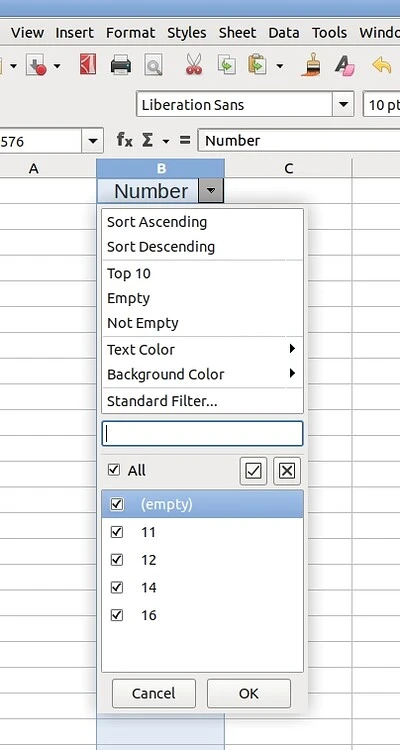 View Insert Format Styles Sheet Data Tools
Liberation Sans 10 pt
576 fx Σ = Number
A B C
Number
Sort Ascending
Sort Descending
Top 10
Empty
Not Empty
Text Color
Background Color
Standard Filter...
All
(empty)
11
12
14
16
Cancel OK